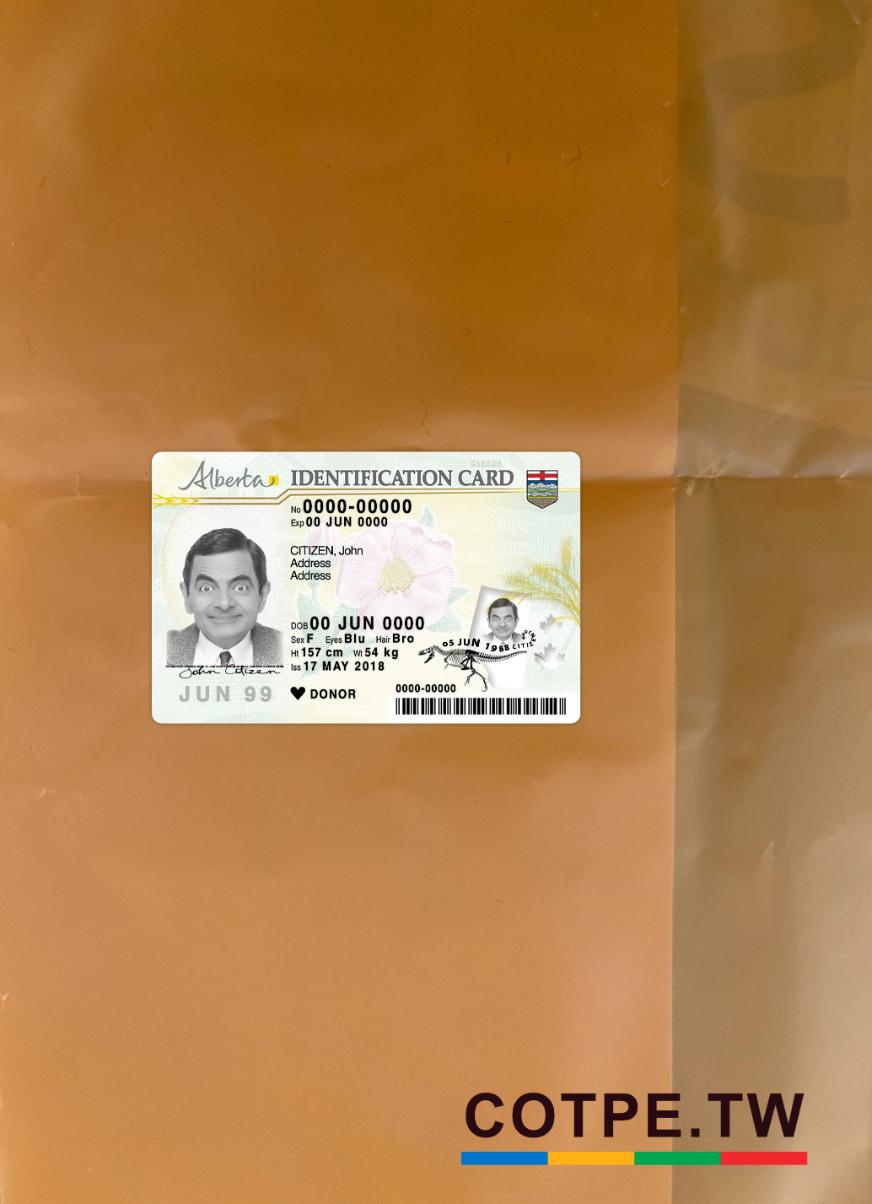 CANADA
Alberta IDENTIFICATION CARD
No 0000-00000
Exp 00 JUN 0000
CITIZEN, John
Address
Address
DOB 00 JUN 0000
Sex F Eyes Blu Hair Bro
Ht 157 cm Wt 54 kg
Iss 17 MAY 2018
05 JUN 1988 CITIZ
John Citizen
JUN 99
DONOR
0000-00000
COTPE.TW